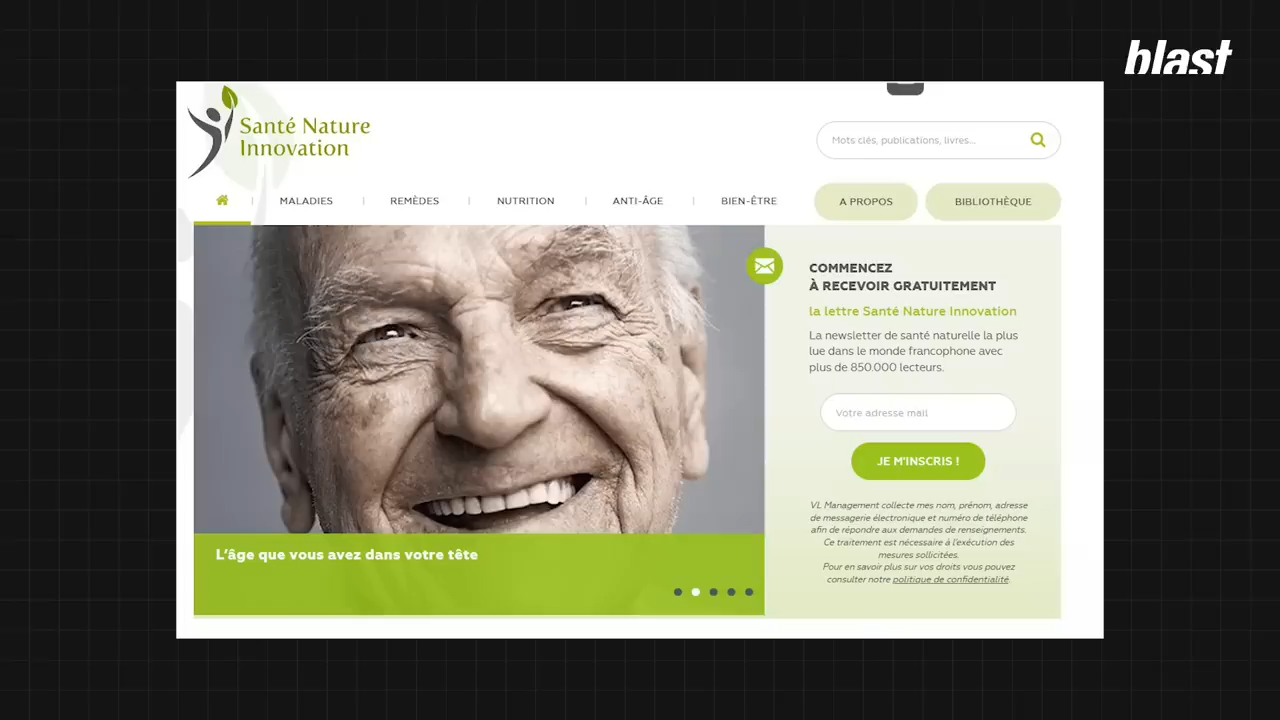 blast
Santé Nature
Innovation
Mots clés, publications, livres...
MALADIES
REMÈDES
NUTRITION
ANTI-ÂGE
BIEN-ÊTRE
A PROPOS
BIBLIOTHÈQUE
COMMENCEZ
À RECEVOIR GRATUITEMENT
la lettre Santé Nature Innovation
La newsletter de santé naturelle la plus
lue dans le monde francophone avec
plus de 850.000 lecteurs.
Votre adresse mail
JE M'INSCRIS !
VL Management collecte mes nom, prénom, adresse
de messagerie électronique et numéro de téléphone
afin de répondre aux demandes de renseignements.
Ce traitement est nécessaire à l'exécution des
mesures sollicitées.
Pour en savoir plus sur vos droits vous pouvez
consulter notre politique de confidentialité.
L'âge que vous avez dans votre tête